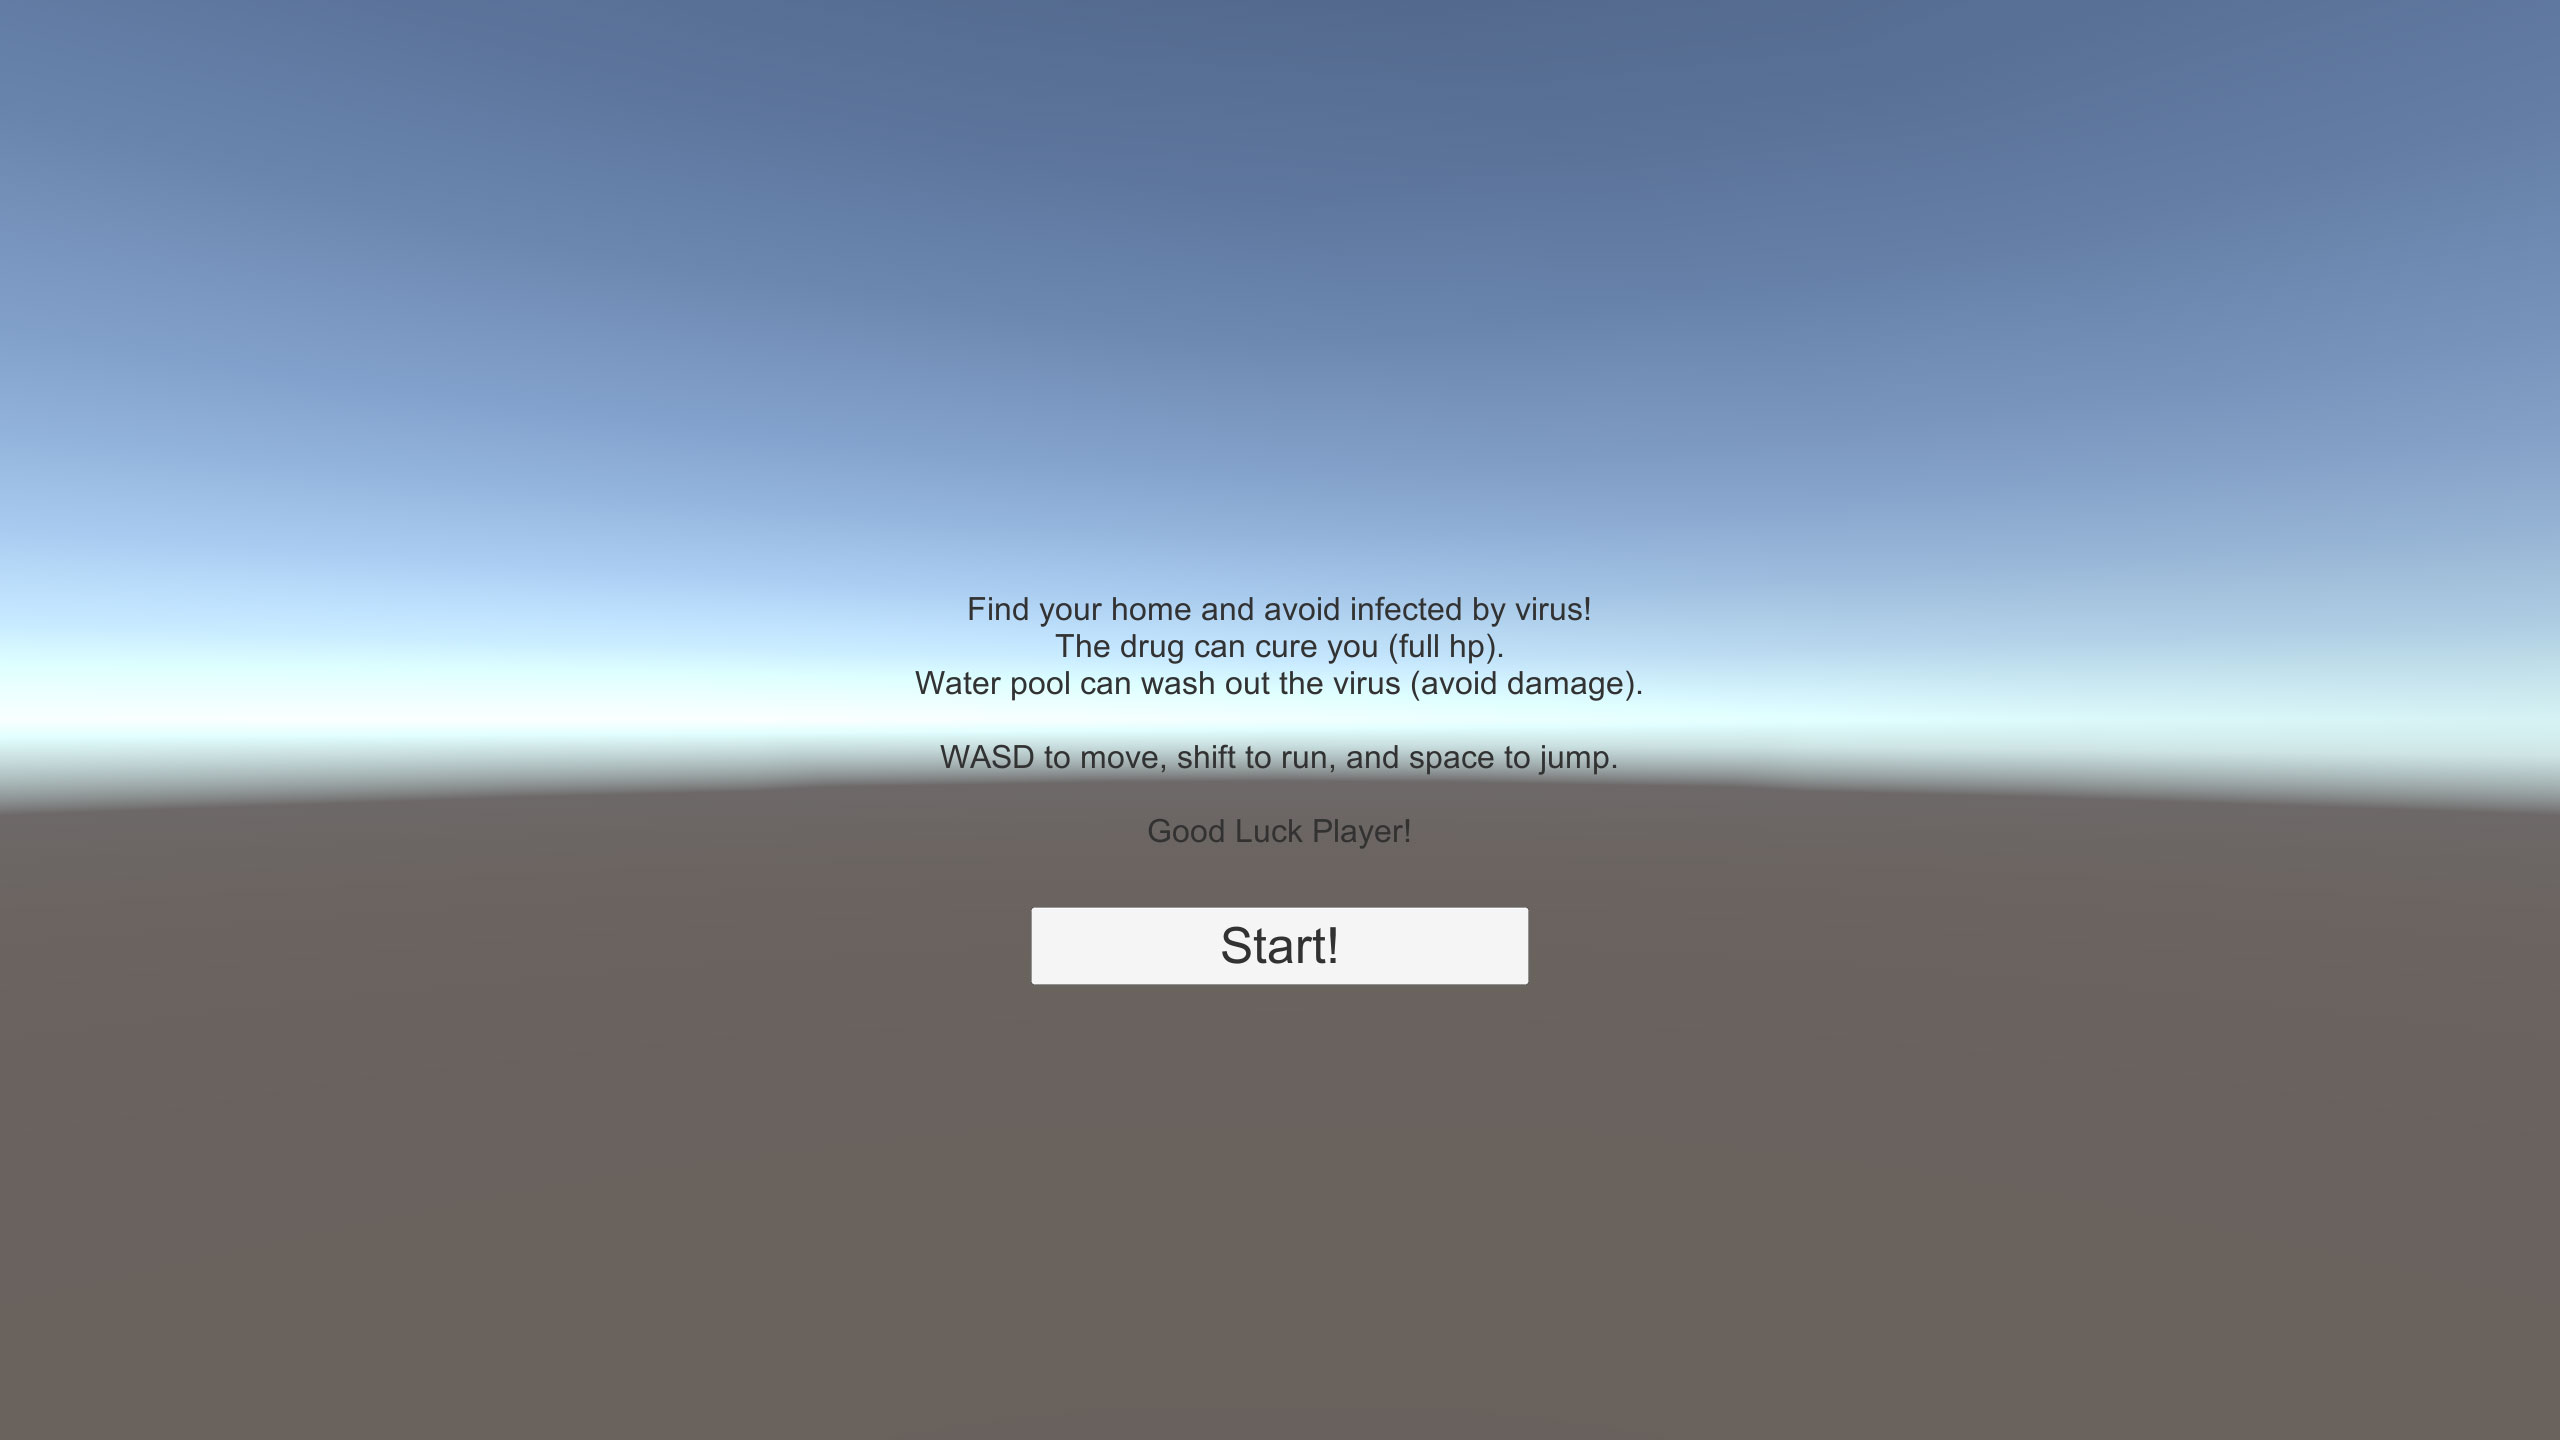 Find your home and avoid infected by virus!
The drug can cure you (full hp).
Water pool can wash out the virus (avoid damage).
WASD to move, shift to run, and space to jump.
Good Luck Player!
Start!